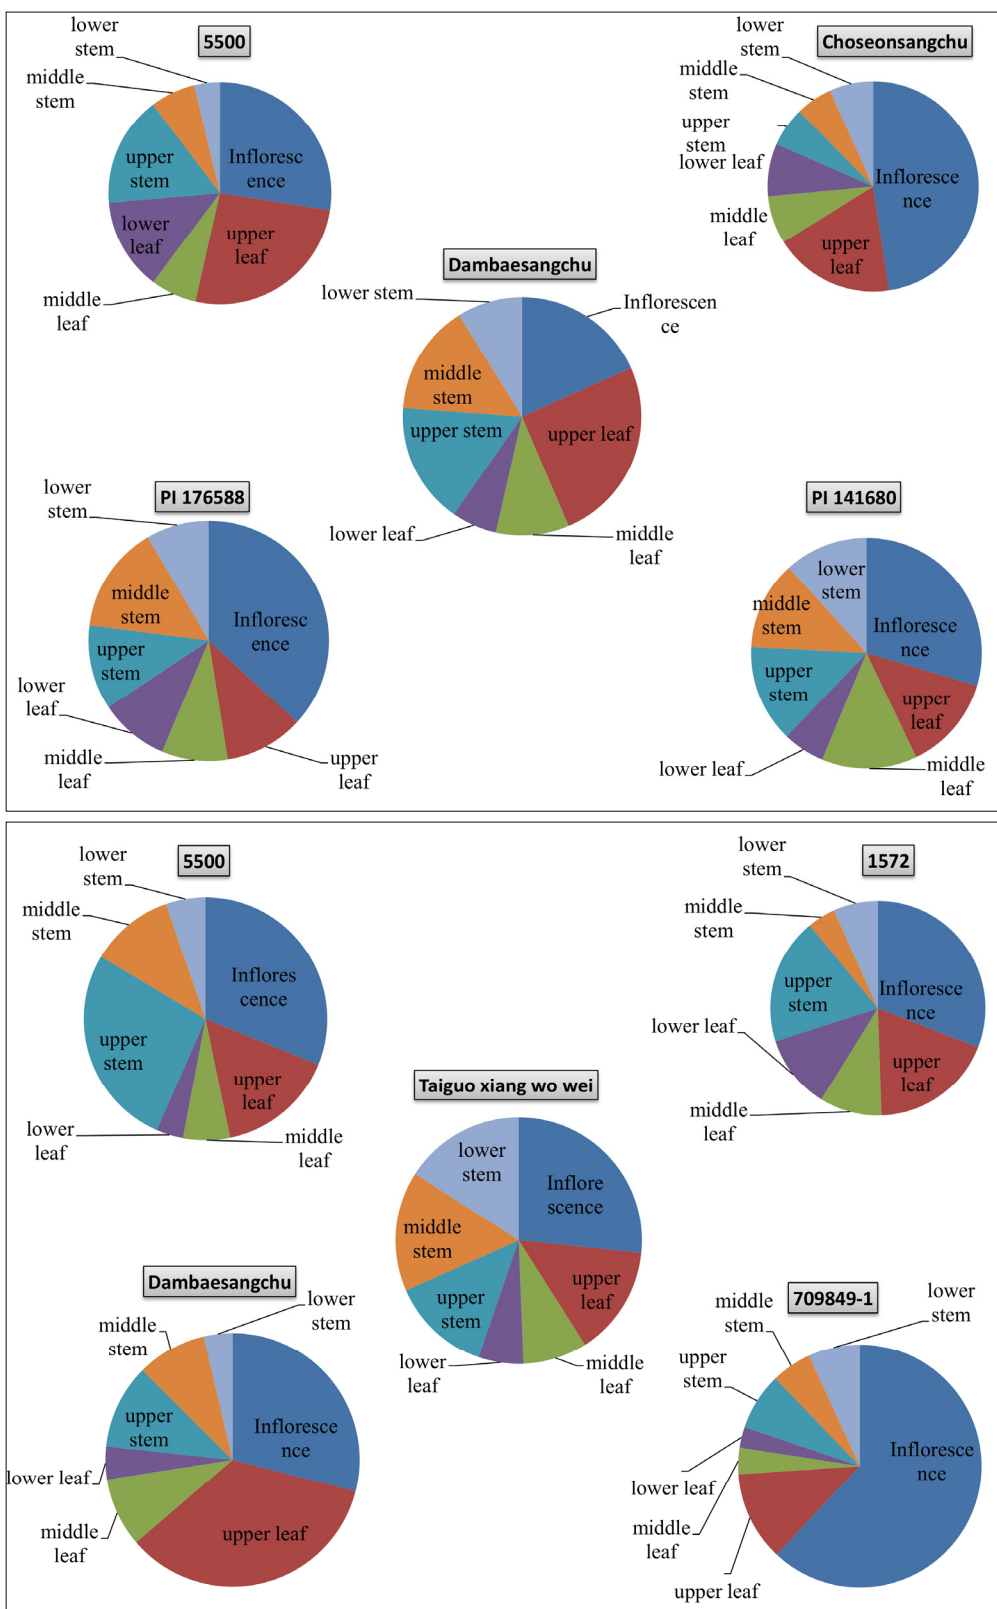 5500
lower
stem
middle
stem
upper
stem
lower
leaf
middle
leaf
Infloresc
ence
upper
leaf
Choseonsangchu
lower
stem
middle
stem
upper
stem
lower leaf
middle
leaf
upper
leaf
Infloresce
nce
Dambaesangchu
lower stem
Inflorescen
ce
middle
stem
upper stem
upper leaf
lower leaf
middle
leaf
PI 176588
lower
stem
middle
stem
Infloresc
ence
upper
stem
lower
leaf
middle
leaf
upper
leaf
PI 141680
lower
stem
middle
stem
Infloresce
nce
upper
stem
upper
leaf
lower leaf
middle
leaf
5500
lower
stem
middle
stem
Inflores
cence
upper
stem
upper
leaf
lower
leaf
middle
leaf
1572
lower
stem
middle
stem
upper
stem
Infloresce
nce
lower leaf
upper
leaf
middle
leaf
Taiguo xiang wo wei
lower
stem
Inflore
scence
middle
stem
upper
stem
upper
leaf
lower
leaf
middle
leaf
Dambaesangchu
lower
stem
middle
stem
upper
stem
Infloresce
nce
lower leaf
middle
leaf
upper leaf
709849-1
lower
stem
middle
stem
upper
stem
Infloresce
nce
lower leaf
middle
leaf
upper leaf